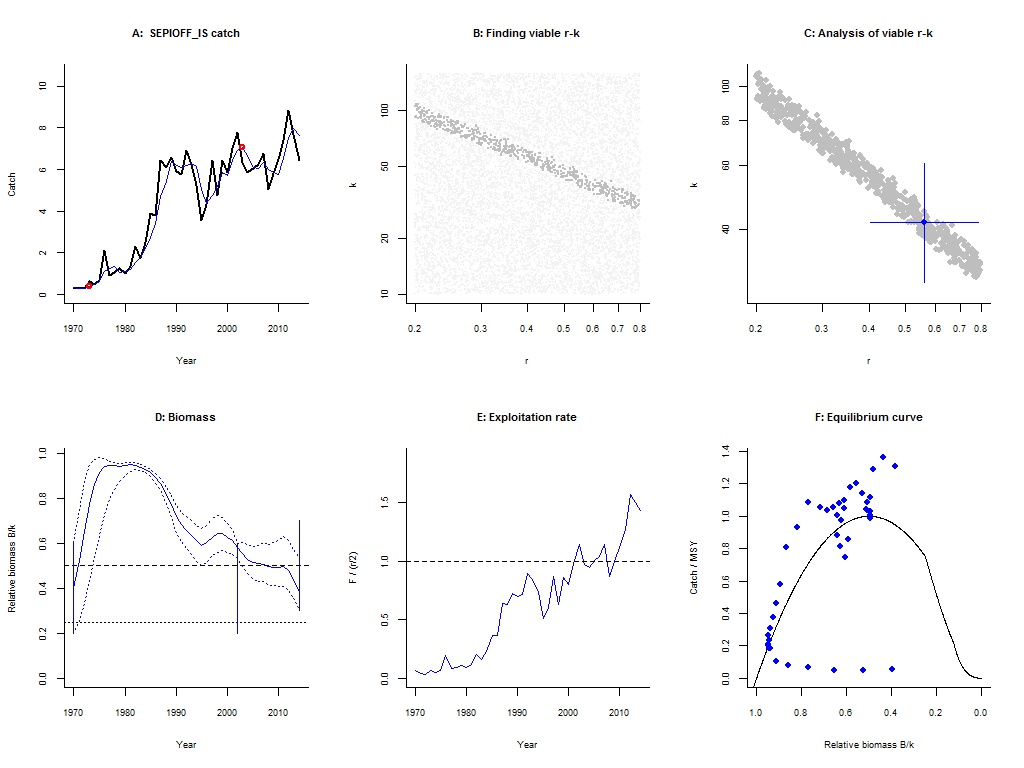 A:  SEPIOFF_IS catch
Catch
10
8
6
4
2
0
1970 1980 1990 2000 2010
Year
B: Finding viable r-k
k
100
50
20
10
0.2 0.3 0.4 0.5 0.6 0.7 0.8
r
C: Analysis of viable r-k
k
100
80
60
40
0.2 0.3 0.4 0.5 0.6 0.7 0.8
r
D: Biomass
Relative biomass B/k
1.0
0.8
0.6
0.4
0.2
0.0
1970 1980 1990 2000 2010
Year
E: Exploitation rate
F / (r/2)
1.5
1.0
0.5
0.0
1970 1980 1990 2000 2010
Year
F: Equilibrium curve
Catch / MSY
1.4
1.2
1.0
0.8
0.6
0.4
0.2
0.0
1.0 0.8 0.6 0.4 0.2 0.0
Relative biomass B/k